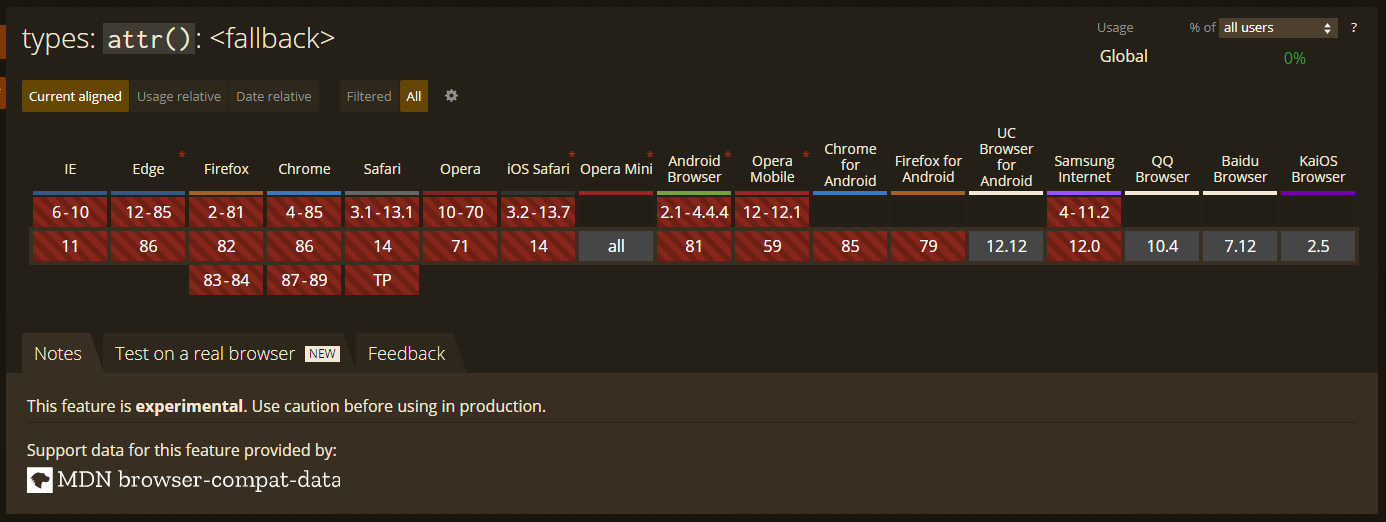 types: attr(): <fallback>
Usage % of all users ?
Global 0%
Current aligned Usage relative Date relative Filtered All
IE Edge * Firefox Chrome Safari Opera iOS Safari * Opera Mini * Android Browser * Opera Mobile * Chrome for Android Firefox for Android UC Browser for Android Samsung Internet QQ Browser Baidu Browser KaiOS Browser
6-10 12-85 2-81 4-85 3.1-13.1 10-70 3.2-13.7 2.1-4.4.4 12-12.1 4-11.2
11 86 82 86 14 71 14 all 81 59 85 79 12.12 12.0 10.4 7.12 2.5
83-84 87-89 TP
Notes Test on a real browser NEW Feedback
This feature is experimental. Use caution before using in production.
Support data for this feature provided by:
MDN browser-compat-data